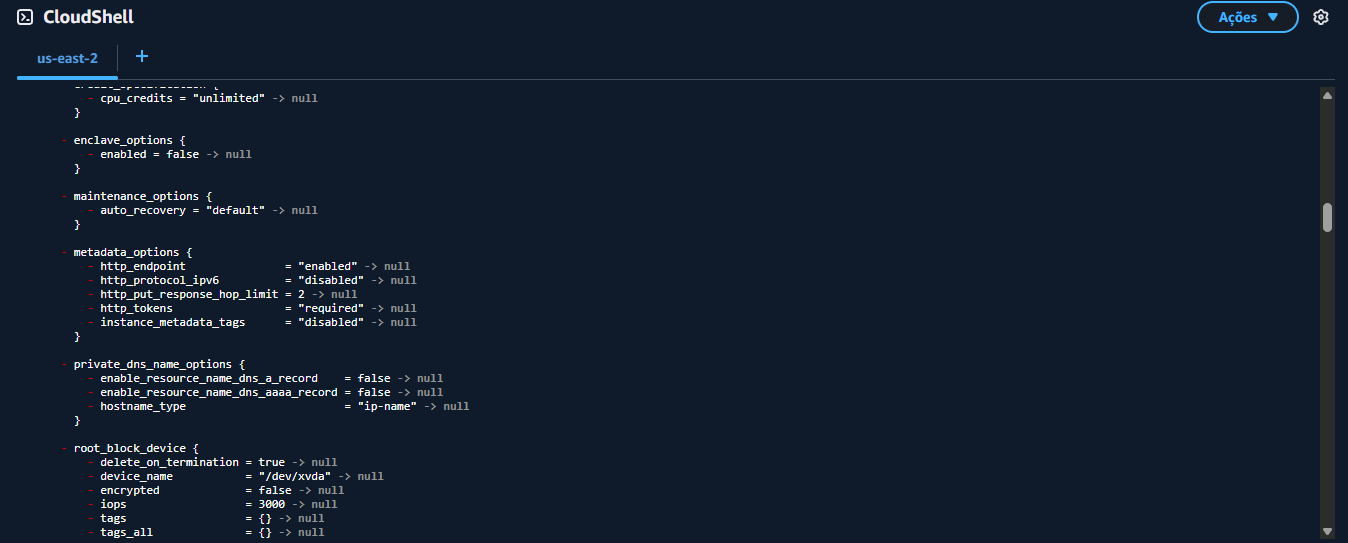 CloudShell
Ações
us-east-2
+
- cpu_credits = "unlimited" -> null
}
- enclave_options {
- enabled = false -> null
}
- maintenance_options {
- auto_recovery = "default" -> null
}
- metadata_options {
- http_endpoint = "enabled" -> null
- http_protocol_ipv6 = "disabled" -> null
- http_put_response_hop_limit = 2 -> null
- http_tokens = "required" -> null
- instance_metadata_tags = "disabled" -> null
}
- private_dns_name_options {
- enable_resource_name_dns_a_record = false -> null
- enable_resource_name_dns_aaaa_record = false -> null
- hostname_type = "ip-name" -> null
}
- root_block_device {
- delete_on_termination = true -> null
- device_name = "/dev/xvda" -> null
- encrypted = false -> null
- iops = 3000 -> null
- tags = {} -> null
- tags_all = {} -> null